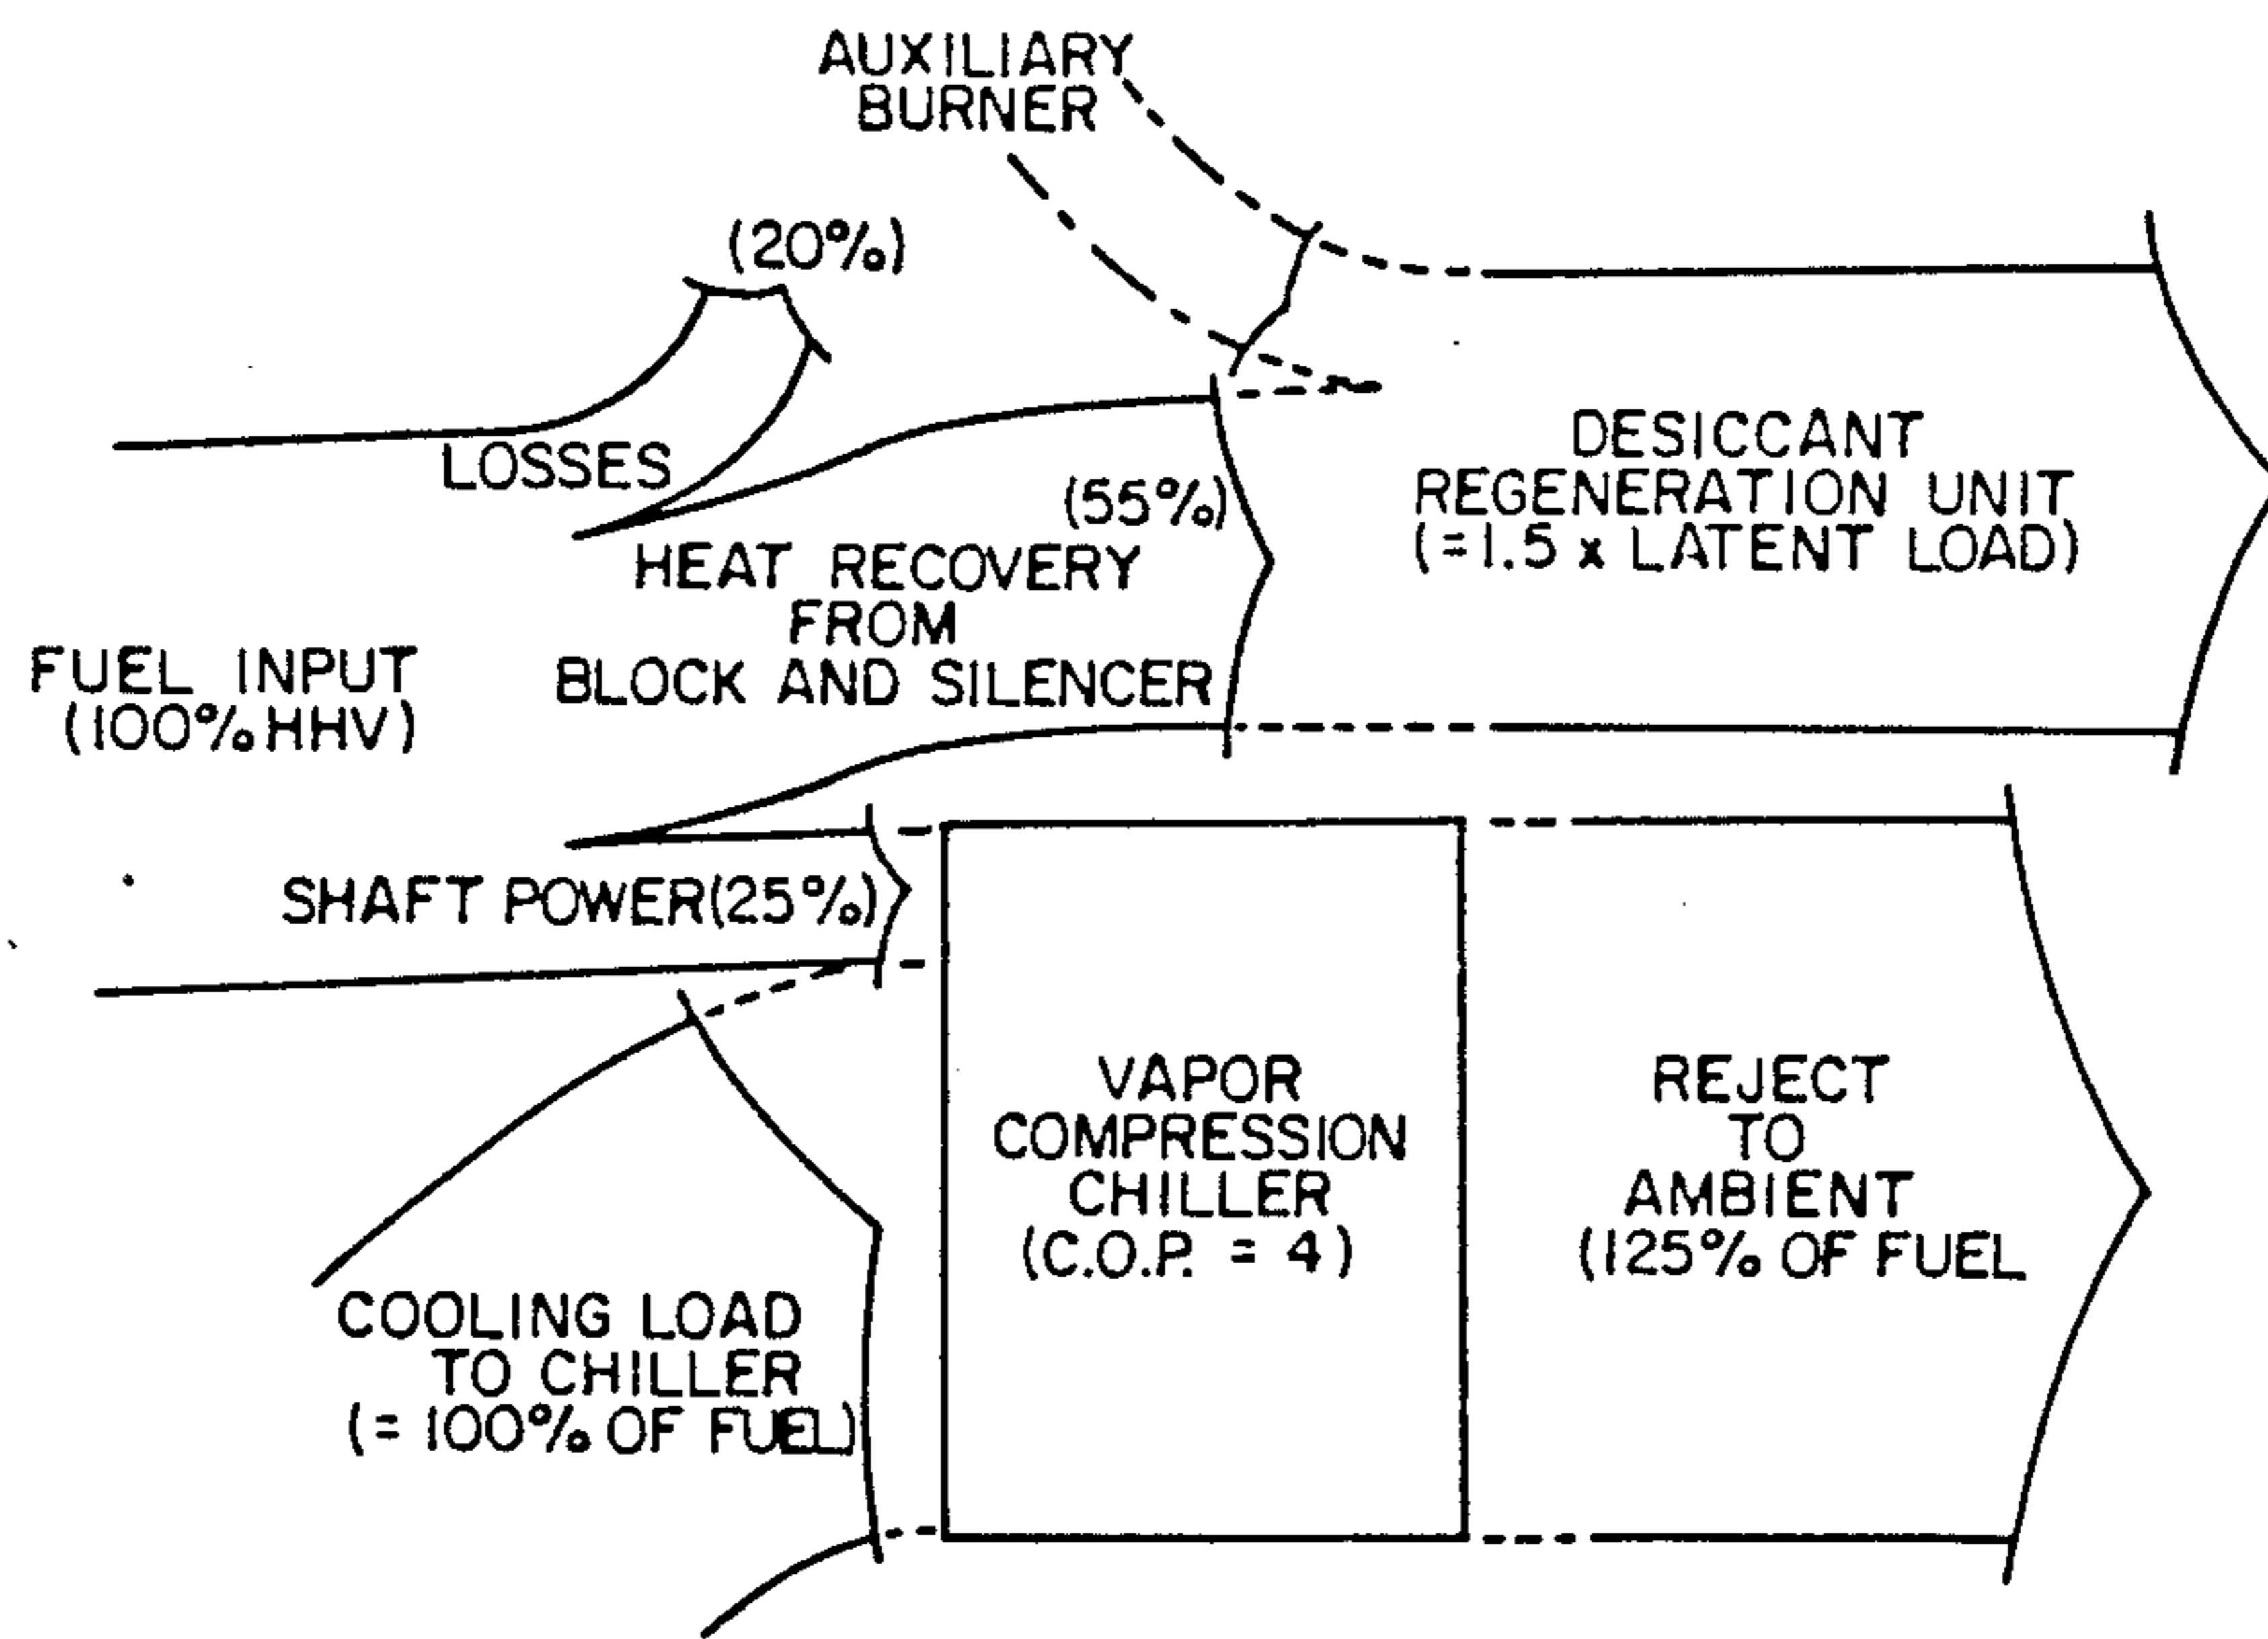 AUXILIARY
BURNER
(20%)
LOSSES
(55%)
HEAT RECOVERY
FROM
BLOCK AND SILENCER
DESICCANT
REGENERATION UNIT
(=1.5 x LATENT LOAD)
FUEL INPUT
(100% HHV)
SHAFT POWER (25%)
VAPOR
COMPRESSION
CHILLER
(C.O.P. = 4)
REJECT
TO
AMBIENT
(125% OF FUEL
COOLING LOAD
TO CHILLER
(= 100% OF FUEL)